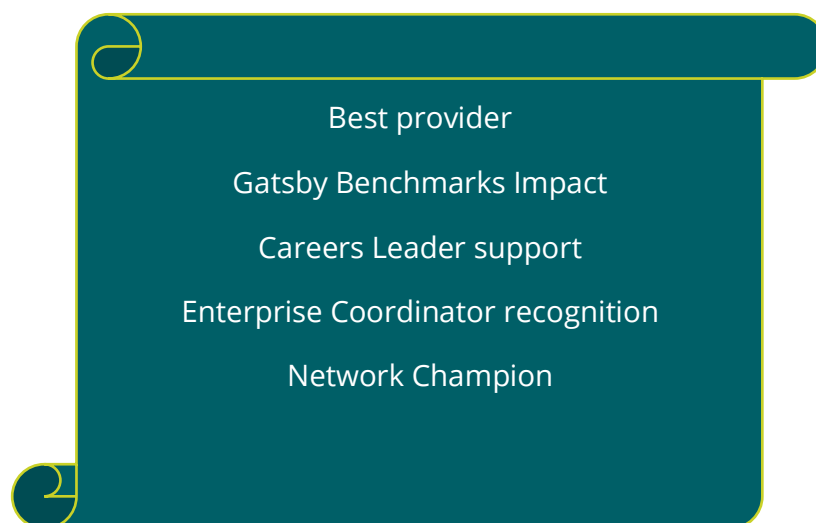 Best provider
Gatsby Benchmarks Impact
Careers Leader support
Enterprise Coordinator recognition
Network Champion